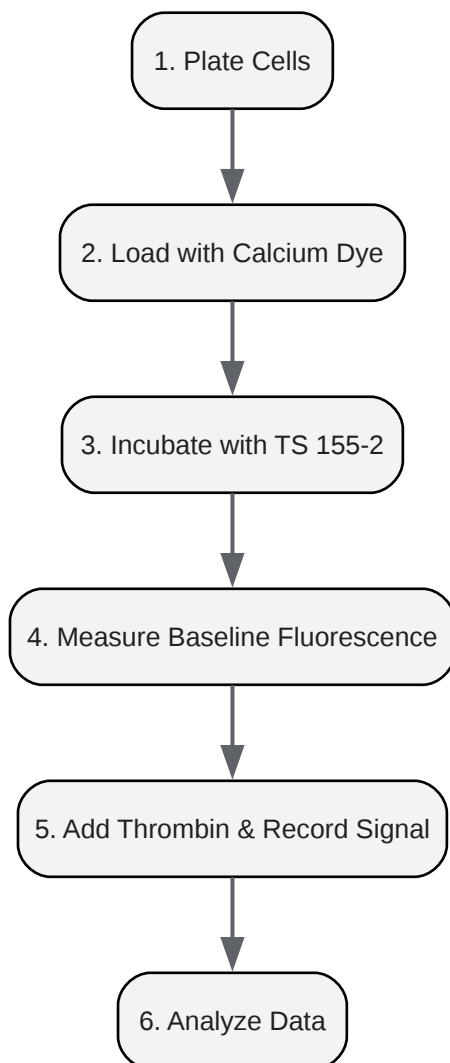 1. Plate Cells
2. Load with Calcium Dye
3. Incubate with TS 155-2
4. Measure Baseline Fluorescence
5. Add Thrombin & Record Signal
6. Analyze Data